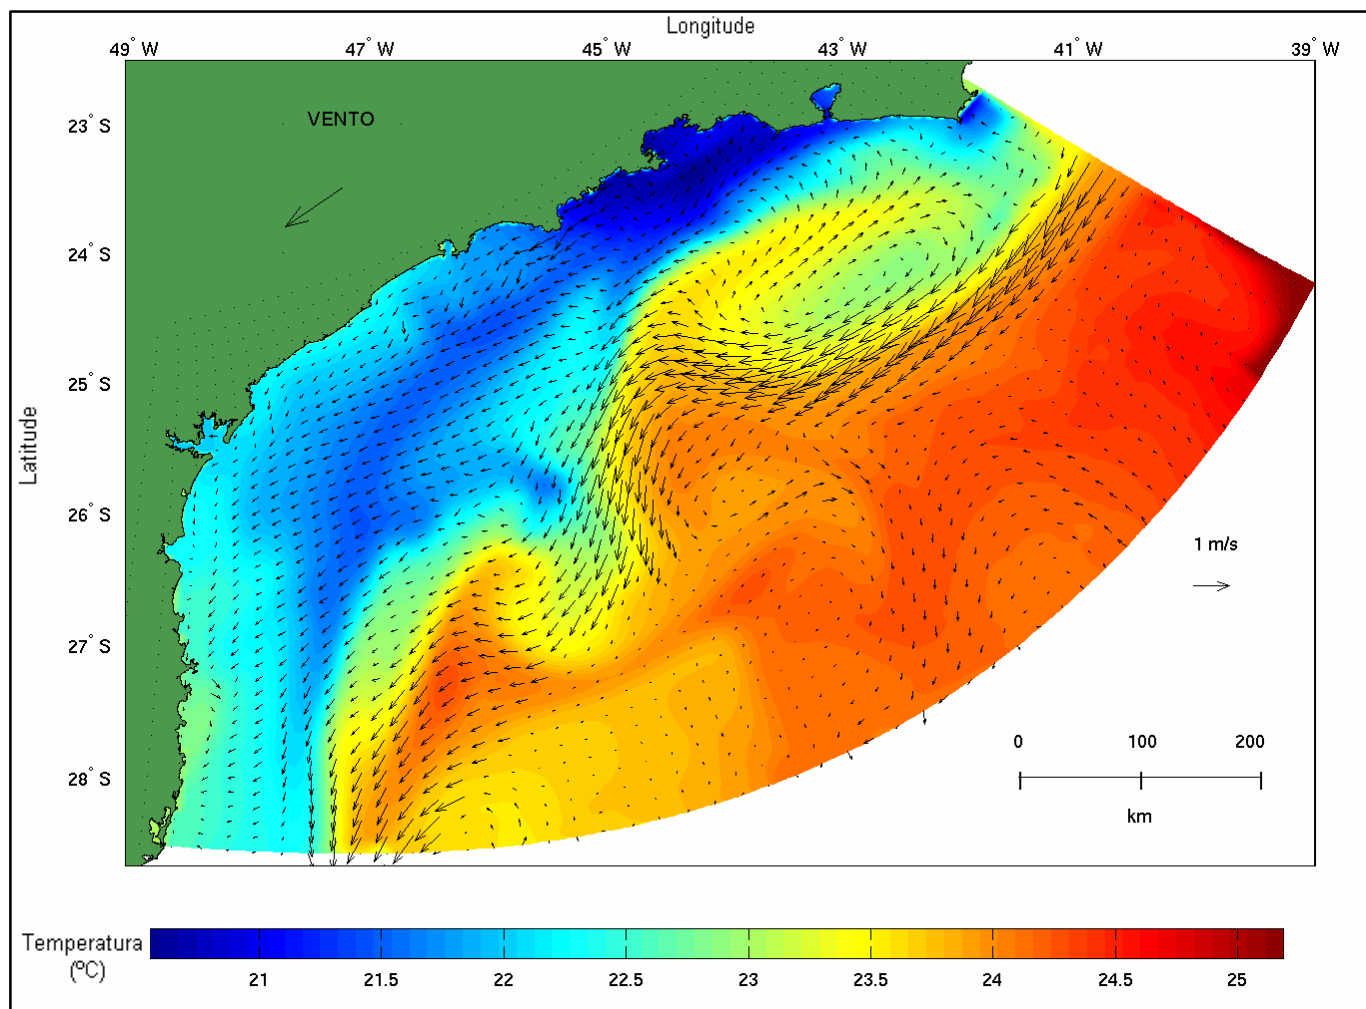 Longitude
49° W 47° W 45° W 43° W 41° W 39° W
VENTO
23° S
24° S
25° S
Latitude
26° S
1 m/s
27° S
0 100 200
28° S
km
Temperatura
(ºC)
21 21.5 22 22.5 23 23.5 24 24.5 25